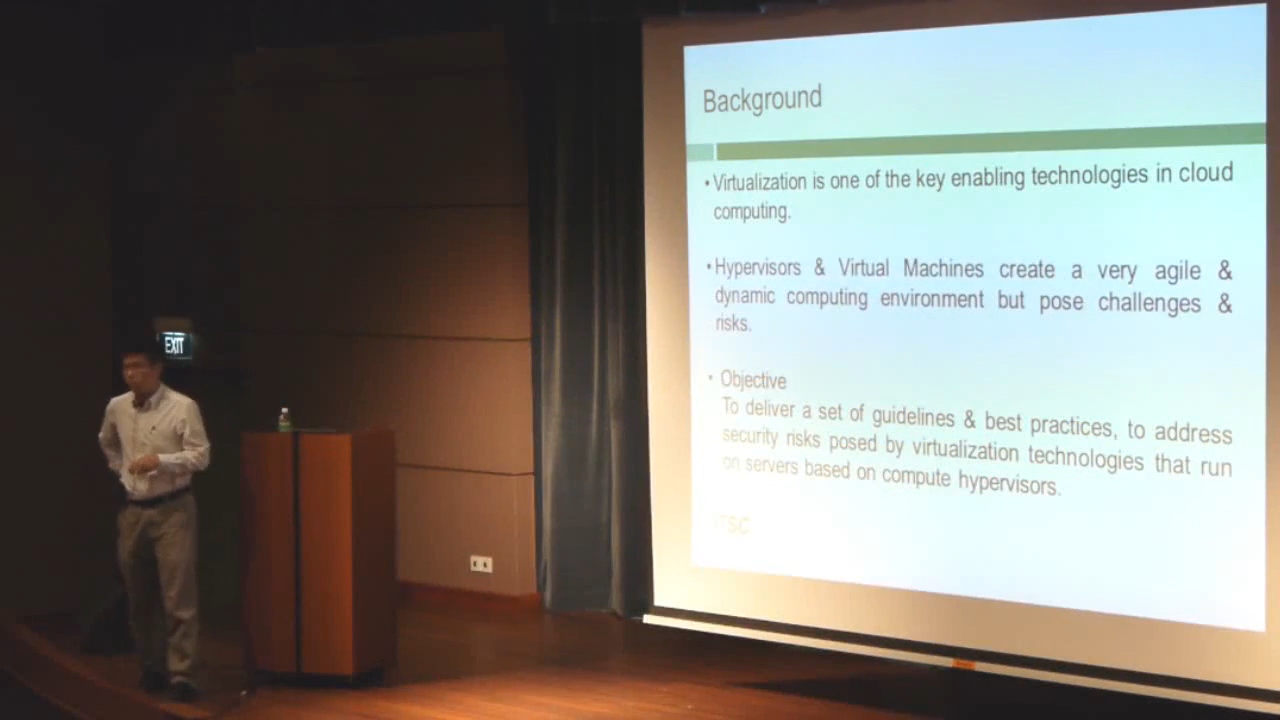 Background
• Virtualization is one of the key enabling technologies in cloud
computing.
• Hypervisors & Virtual Machines create a very agile &
dynamic computing environment but pose challenges &
risks.
• Objective
To deliver a set of guidelines & best practices, to address
security risks posed by virtualization technologies that run
on servers based on compute hypervisors.
ITSC
EXIT